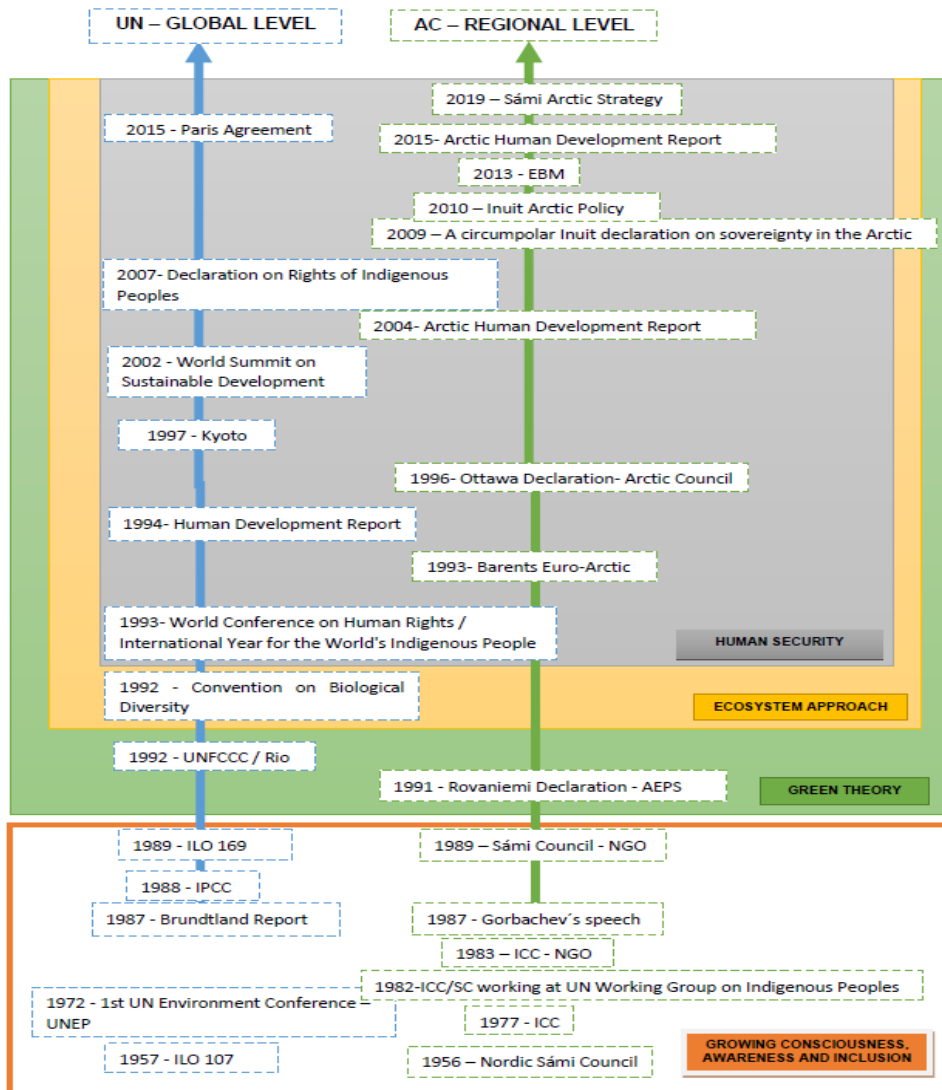 UN – GLOBAL LEVEL
AC – REGIONAL LEVEL
2019 – Sámi Arctic Strategy
2015 - Paris Agreement
2015- Arctic Human Development Report
2013 - EBM
2010 – Inuit Arctic Policy
2009 – A circumpolar Inuit declaration on sovereignty in the Arctic
2007- Declaration on Rights of Indigenous
Peoples
2004- Arctic Human Development Report
2002 - World Summit on
Sustainable Development
1997 - Kyoto
1996- Ottawa Declaration- Arctic Council
1994- Human Development Report
1993- Barents Euro-Arctic
1993- World Conference on Human Rights /
International Year for the World's Indigenous People
HUMAN SECURITY
1992 - Convention on Biological
Diversity
ECOSYSTEM APPROACH
1992 - UNFCCC / Rio
1991 - Rovaniemi Declaration - AEPS
GREEN THEORY
1989 - ILO 169
1989 – Sámi Council - NGO
1988 - IPCC
1987 - Brundtland Report
1987 - Gorbachev´s speech
1983 – ICC - NGO
1982-ICC/SC working at UN Working Group on Indigenous Peoples
1972 - 1st UN Environment Conference –
UNEP
1977 - ICC
1957 - ILO 107
1956 – Nordic Sámi Council
GROWING CONSCIOUSNESS,
AWARENESS AND INCLUSION